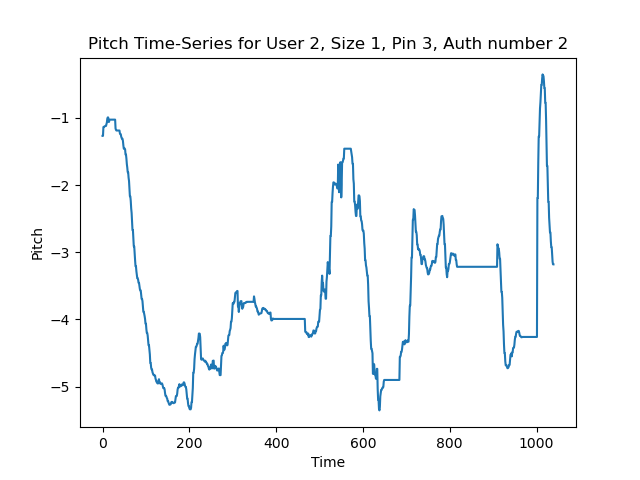 Pitch Time-Series for User 2, Size 1, Pin 3, Auth number 2
−1
−2
−3
−4
−5
Pitch
0 200 400 600 800 1000
Time